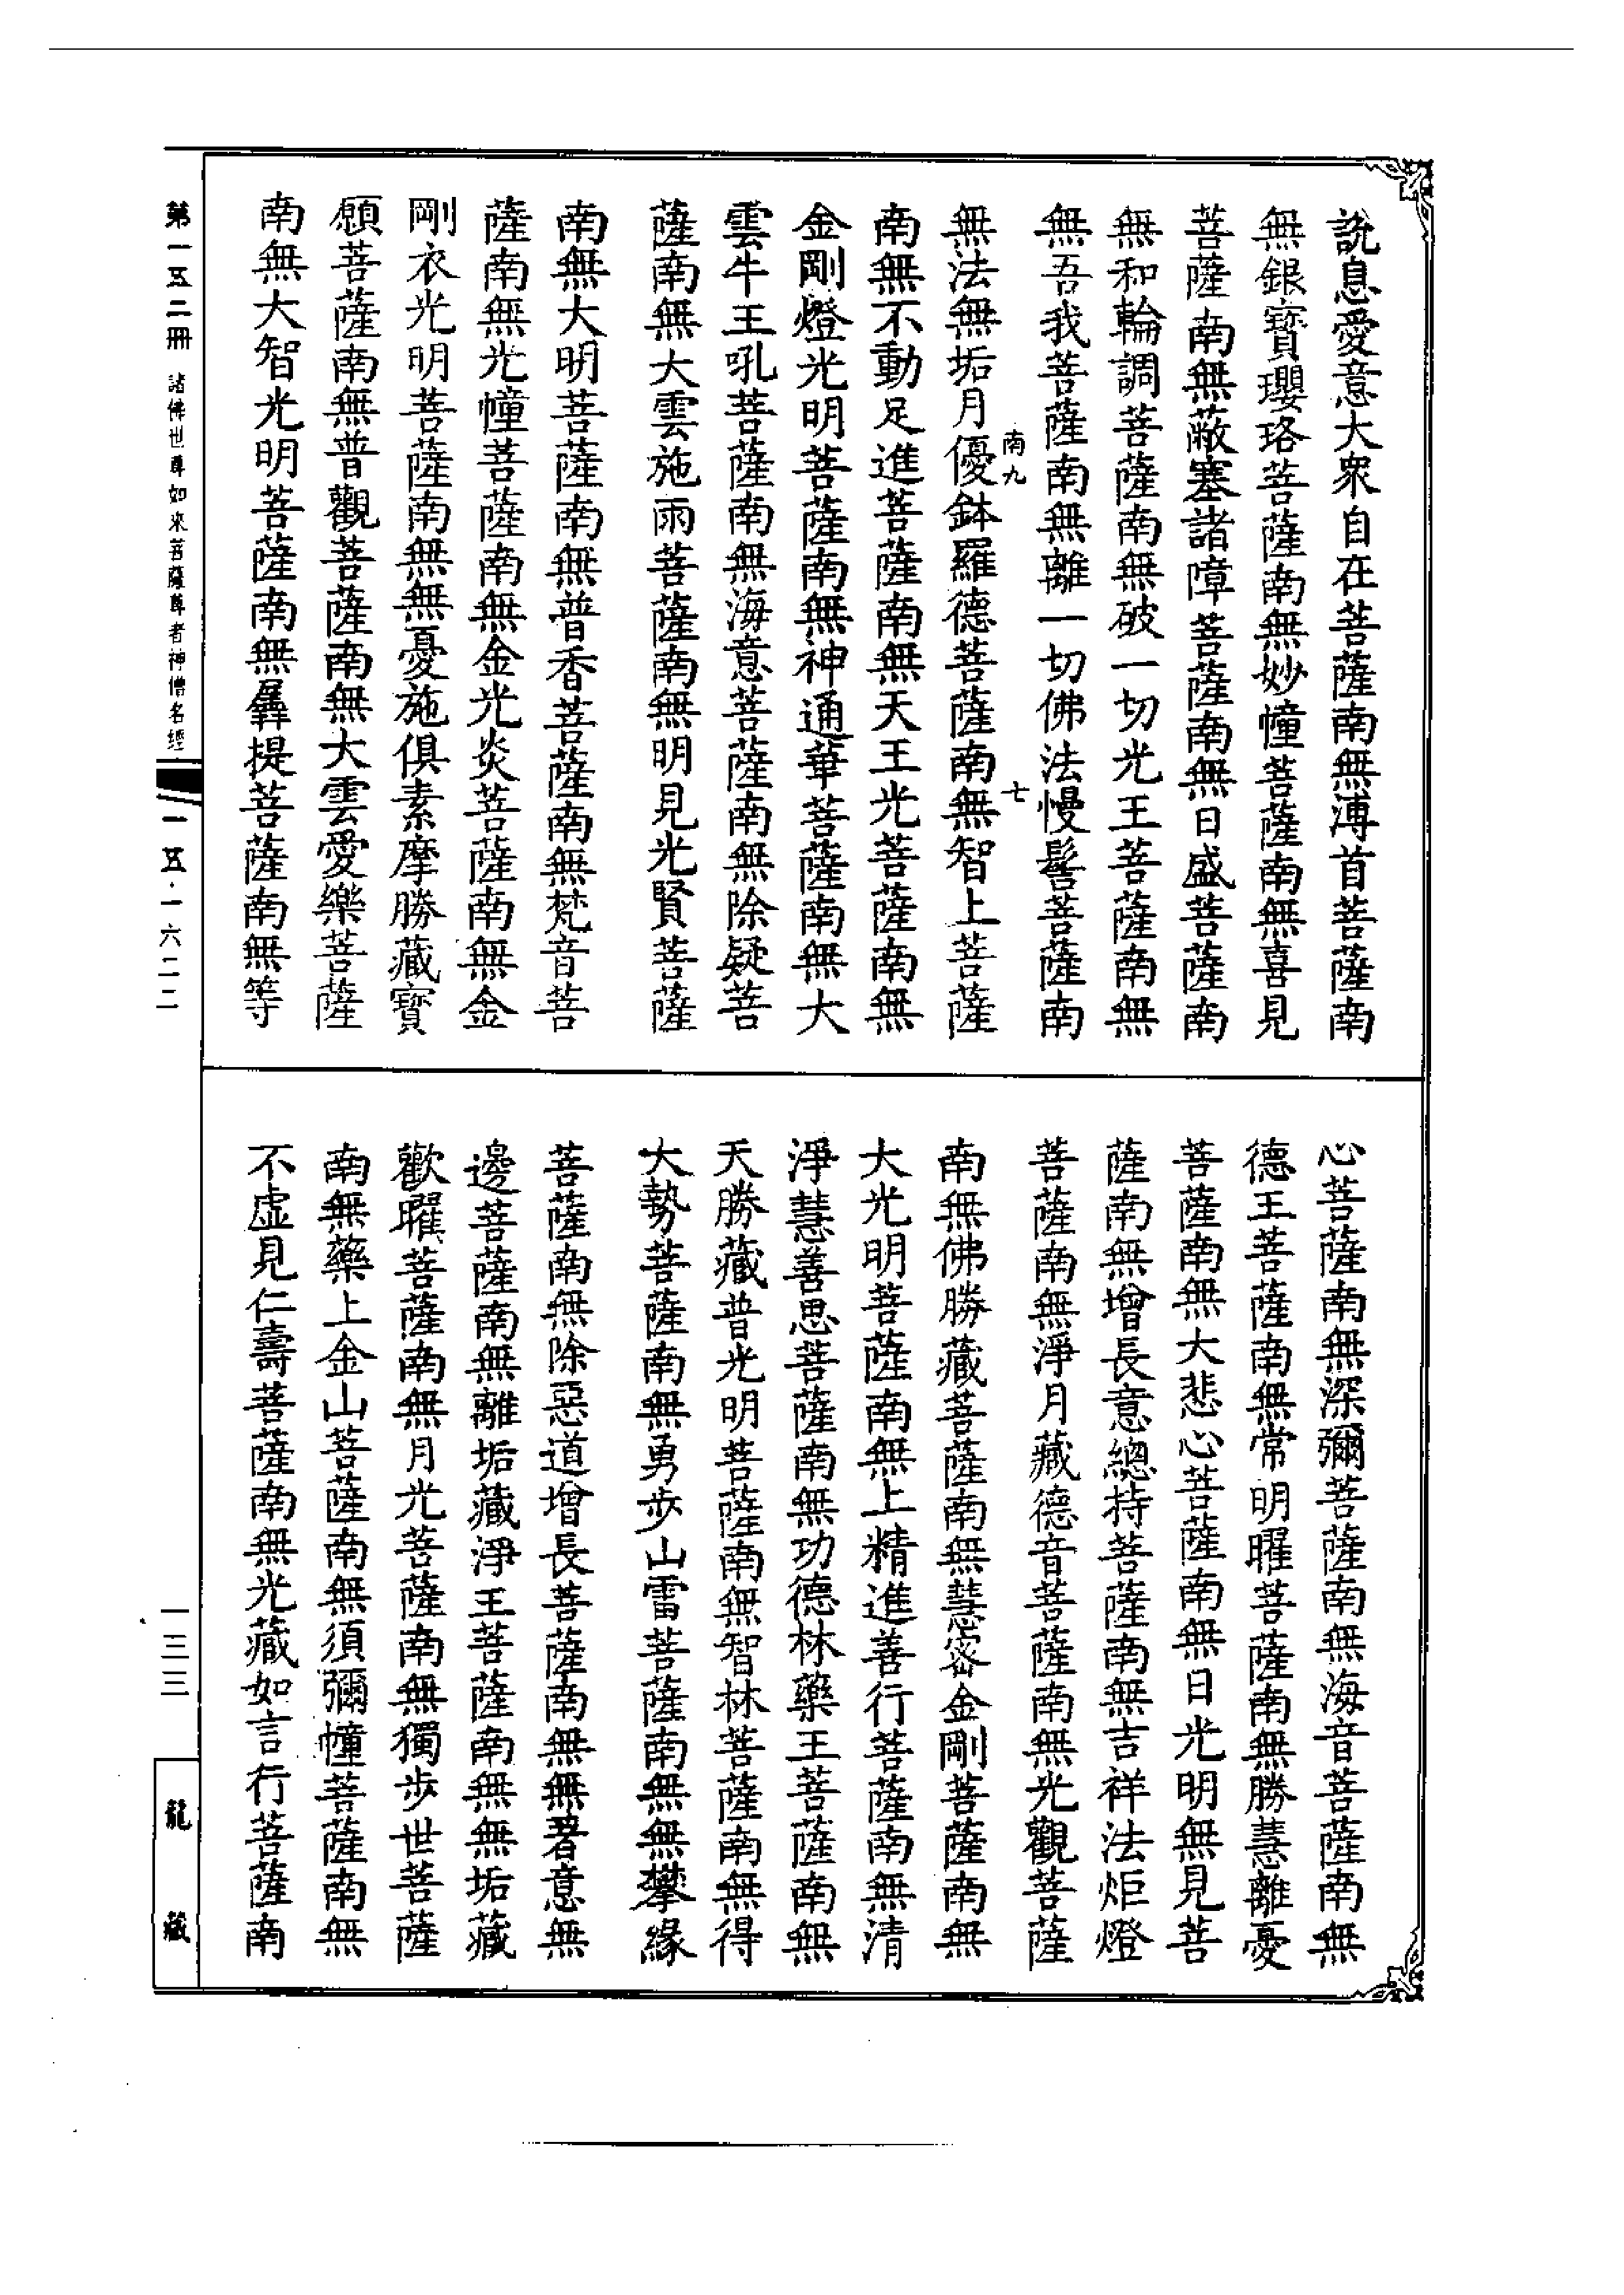 說息愛意大衆自在菩薩南無溥首菩薩南
無銀寶瓔珞菩薩南無妙幢菩薩南無喜見
菩薩南無蔽塞諸障菩薩南無日盛菩薩南
無和輪調菩薩南無破一切光王菩薩南無
無吾我菩薩南無離一切佛法慢髻菩薩南
南九
七
無法無垢月優鉢羅德菩薩南無智上菩薩
南無不動足進菩薩南無天王光菩薩南無
金剛燈光明菩薩南無神通華菩薩南無大
雲牛王吼菩薩南無海意菩薩南無除疑菩
薩南無大雲施雨菩薩南無明見光賢菩薩
南無大明菩薩南無普香菩薩南無梵音菩
薩南無光幢菩薩南無金光炎菩薩南無金
剛衣光明菩薩南無無憂施俱素摩勝藏寶
願菩薩南無普觀菩薩南無大雲愛樂菩薩
南無大智光明菩薩南無羼提菩薩南無等
心菩薩南無深彌菩薩南無海音菩薩南無
德王菩薩南無常明曜菩薩南無勝慧離憂
菩薩南無大悲心菩薩南無日光明無見菩
薩南無增長意總持菩薩南無吉祥法炬燈
菩薩南無淨月藏德音菩薩南無光觀菩薩
南無佛勝藏菩薩南無慧密金剛菩薩南無
大光明菩薩南無上精進善行菩薩南無清
淨慧善思菩薩南無功德林藥王菩薩南無
天勝藏普光明菩薩南無智林菩薩南無得
大勢菩薩南無勇步山雷菩薩南無無攀緣
菩薩南無除惡道增長菩薩南無無著意無
邊菩薩南無離垢藏淨王菩薩南無無垢藏
歡曜菩薩南無月光菩薩南無獨步世菩薩
南無藥上金山菩薩南無須彌幢菩薩南無
不虛見仁壽菩薩南無光藏如言行菩薩南
第一五二冊 諸佛世尊如來菩薩尊者神僧名經
一五·一六二二
一三三
龍藏